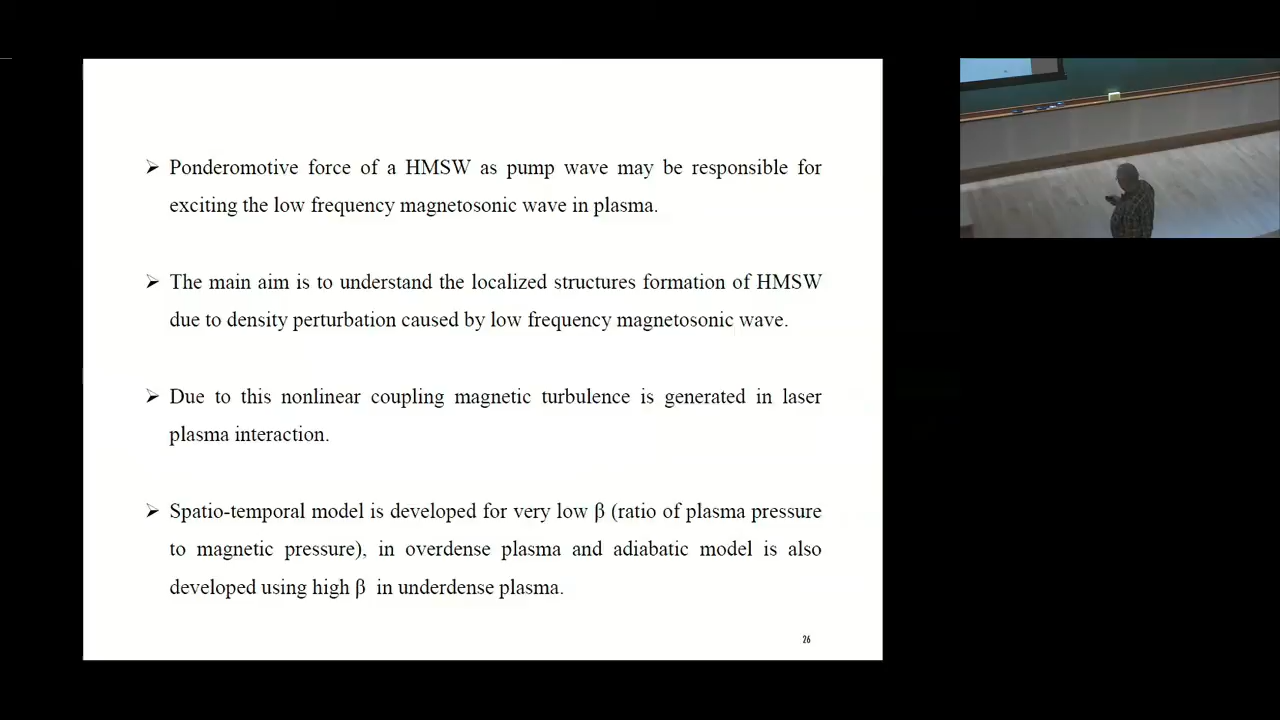 ➢ Ponderomotive force of a HMSW as pump wave may be responsible for
exciting the low frequency magnetosonic wave in plasma.
➢ The main aim is to understand the localized structures formation of HMSW
due to density perturbation caused by low frequency magnetosonic wave.
➢ Due to this nonlinear coupling magnetic turbulence is generated in laser
plasma interaction.
➢ Spatio-temporal model is developed for very low β (ratio of plasma pressure
to magnetic pressure), in overdense plasma and adiabatic model is also
developed using high β in underdense plasma.
26